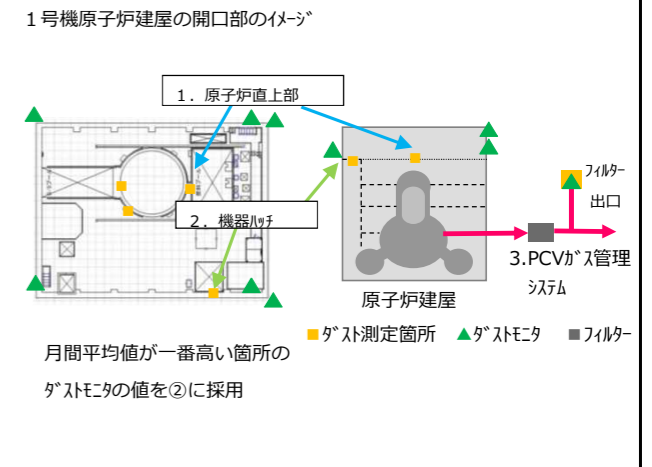 １号機原子炉建屋の開口部のｲﾒｰｼﾞ
１．原子炉直上部
２．機器ﾊｯﾁ
ﾌｨﾙﾀｰ
出口
3.PCVｶﾞｽ管理
ｼｽﾃﾑ
原子炉建屋
ﾀﾞｽﾄ測定箇所
ﾀﾞｽﾄﾓﾆﾀ
ﾌｨﾙﾀｰ
月間平均値が一番高い箇所の
ﾀﾞｽﾄﾓﾆﾀの値を②に採用